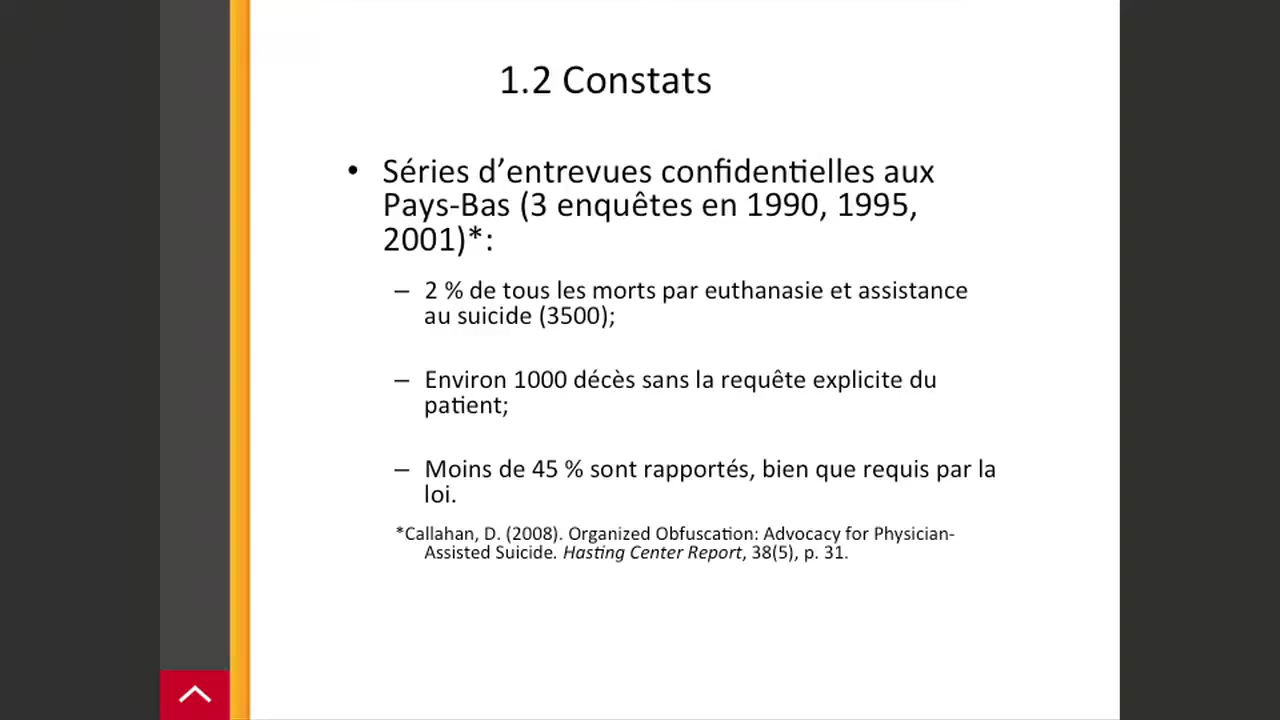 1.2 Constats
• Séries d’entrevues confidentielles aux
Pays-Bas (3 enquêtes en 1990, 1995,
2001)*:
– 2 % de tous les morts par euthanasie et assistance
au suicide (3500);
– Environ 1000 décès sans la requête explicite du
patient;
– Moins de 45 % sont rapportés, bien que requis par la
loi.
*Callahan, D. (2008). Organized Obfuscation: Advocacy for Physician-
Assisted Suicide. Hasting Center Report, 38(5), p. 31.